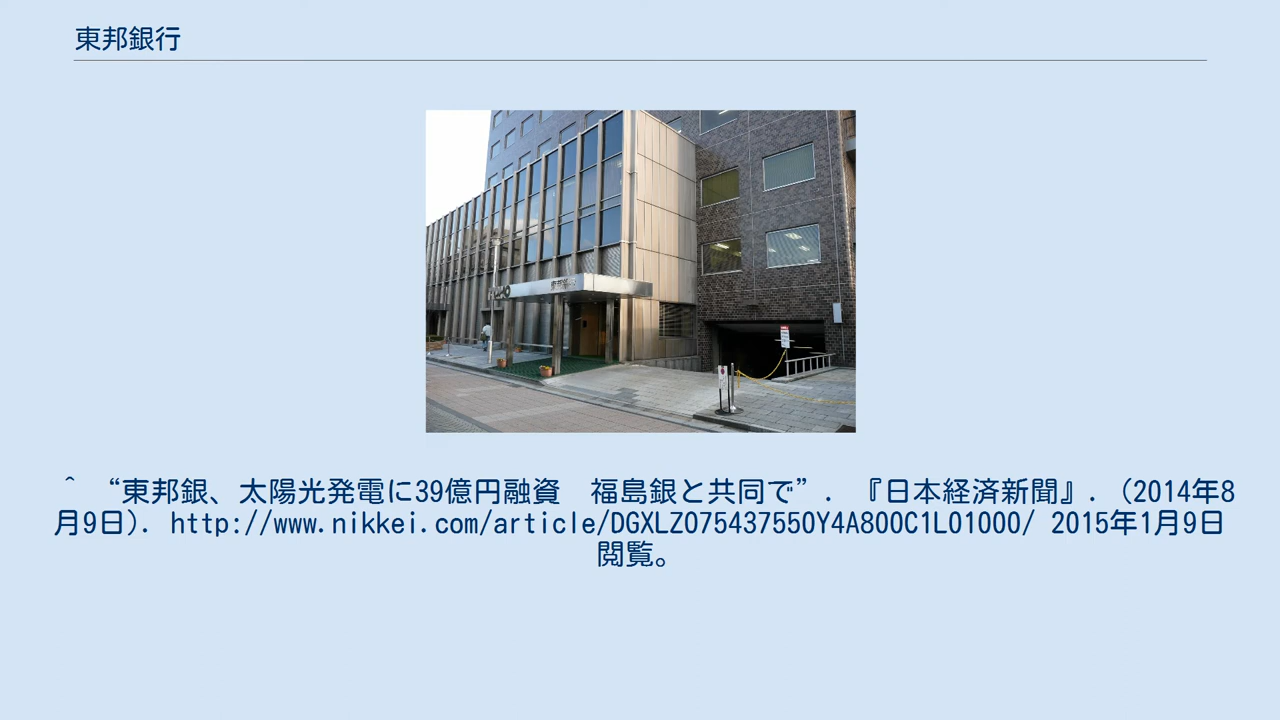 東邦銀行
^ “東邦銀、太陽光発電に39億円融資　福島銀と共同で”. 『日本経済新聞』. (2014年8
月9日). http://www.nikkei.com/article/DGXLZO75437550Y4A800C1L01000/ 2015年1月9日
閲覧。